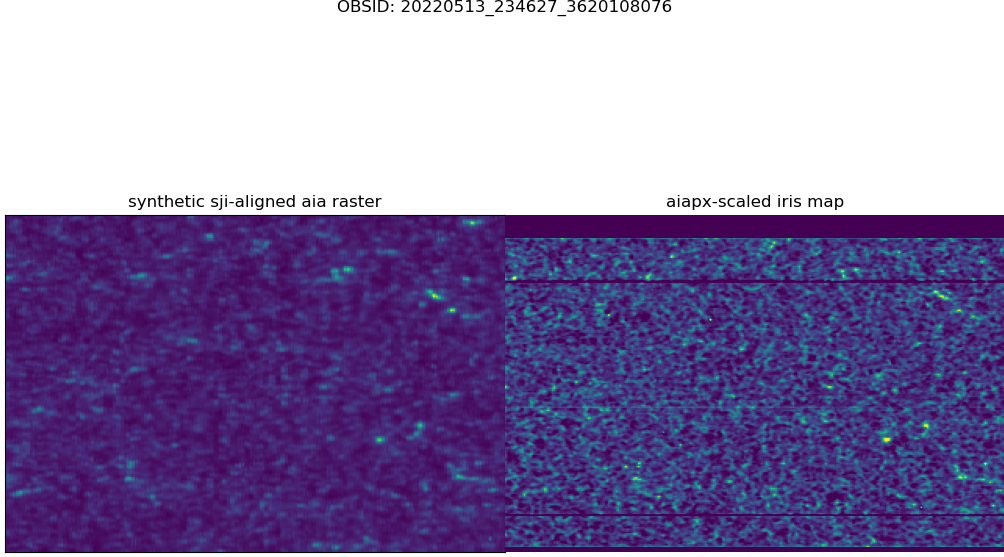 OBSID: 20220513_234627_3620108076
synthetic sji-aligned aia raster
aiapx-scaled iris map